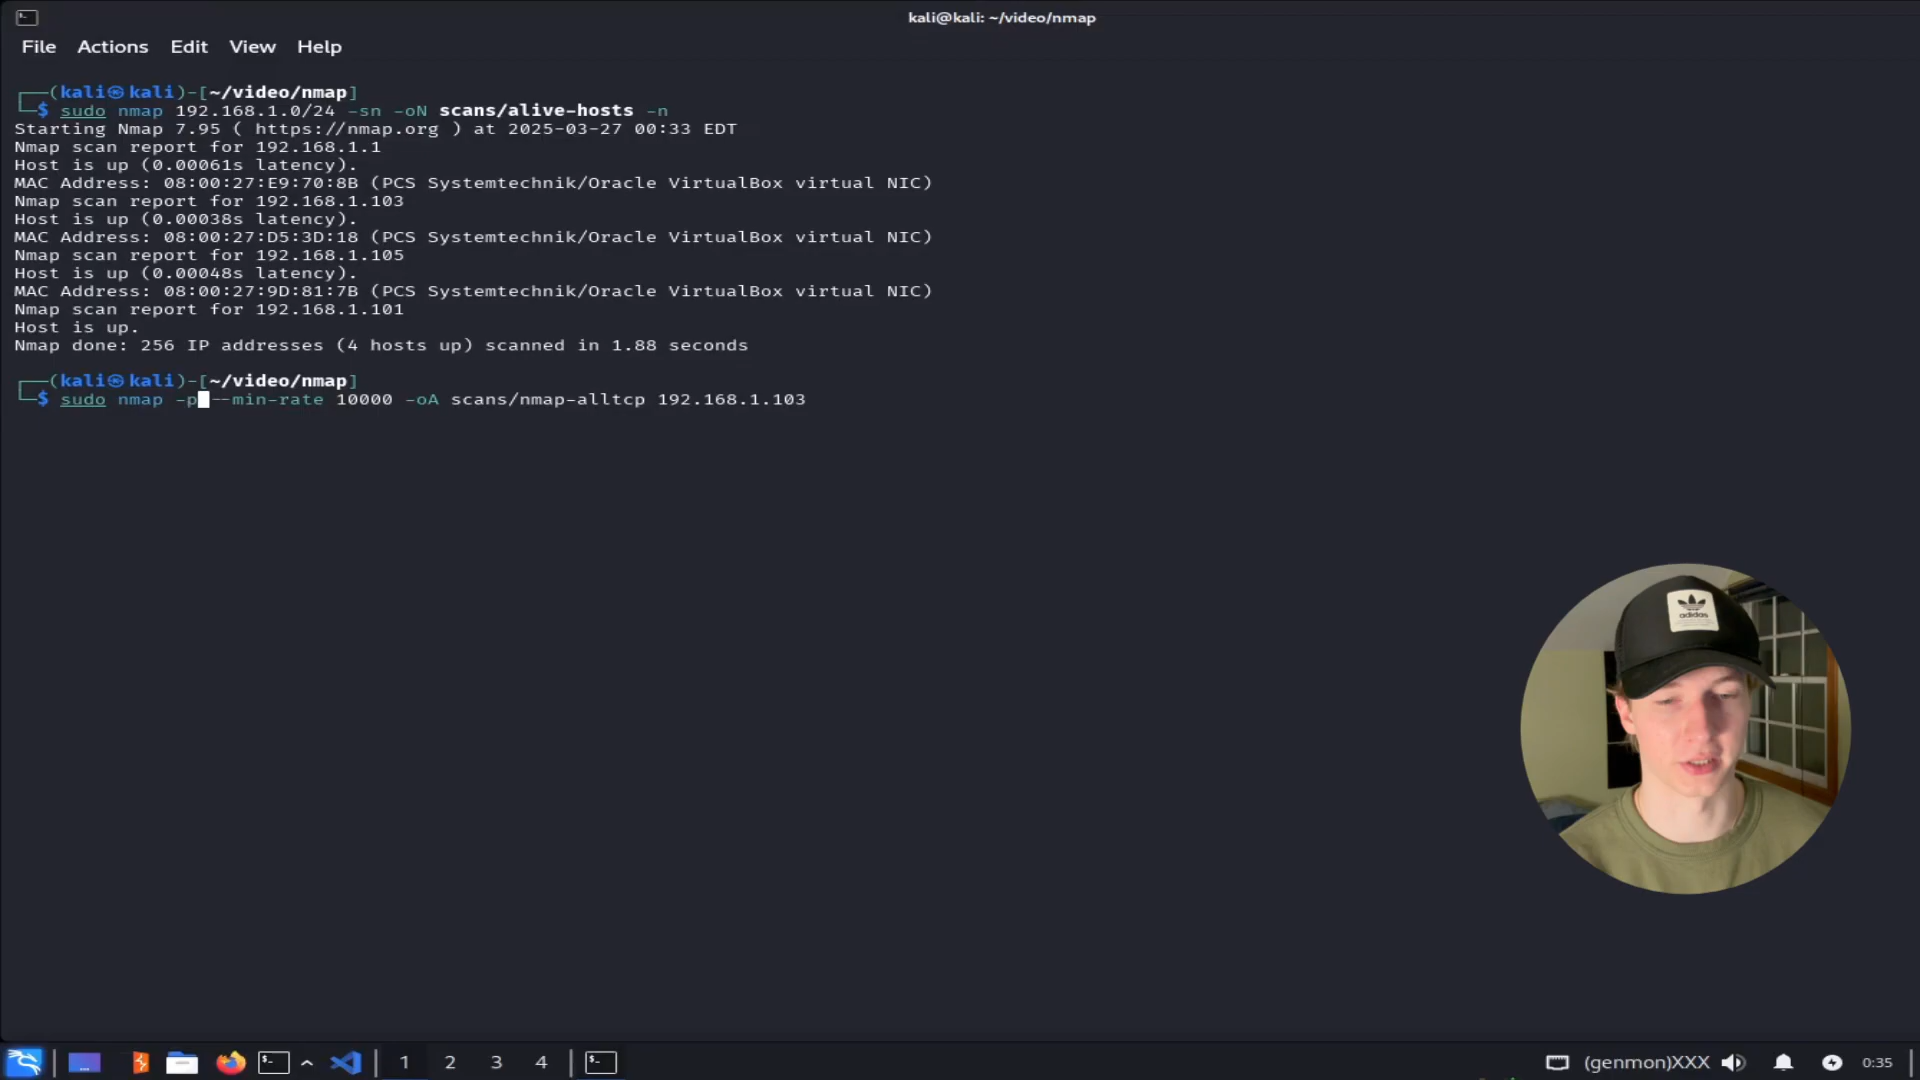 kali@kali: ~/video/nmap
File Actions Edit View Help
┌──(kali㉿kali)-[~/video/nmap]
└─$ sudo nmap 192.168.1.0/24 -sn -oN scans/alive-hosts -n
Starting Nmap 7.95 ( https://nmap.org ) at 2025-03-27 00:33 EDT
Nmap scan report for 192.168.1.1
Host is up (0.00061s latency).
MAC Address: 08:00:27:E9:70:8B (PCS Systemtechnik/Oracle VirtualBox virtual NIC)
Nmap scan report for 192.168.1.103
Host is up (0.00038s latency).
MAC Address: 08:00:27:D5:3D:18 (PCS Systemtechnik/Oracle VirtualBox virtual NIC)
Nmap scan report for 192.168.1.105
Host is up (0.00048s latency).
MAC Address: 08:00:27:9D:81:7B (PCS Systemtechnik/Oracle VirtualBox virtual NIC)
Nmap scan report for 192.168.1.101
Host is up.
Nmap done: 256 IP addresses (4 hosts up) scanned in 1.88 seconds
┌──(kali㉿kali)-[~/video/nmap]
└─$ sudo nmap -p --min-rate 10000 -oA scans/nmap-alltcp 192.168.1.103
adidas
1 2 3 4 (genmon)XXX 0:35